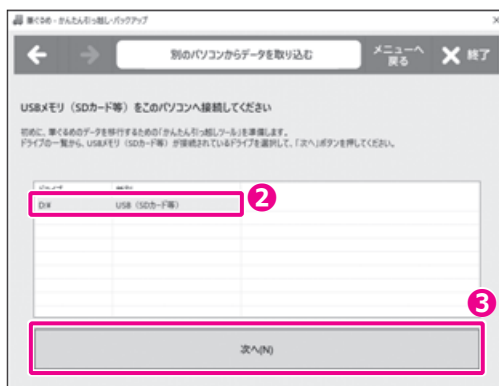 筆ぐるめ - かんたん引っ越し・バックアップ
別のパソコンからデータを取り込む
メニューへ
戻る
終了
USBメモリ（SDカード等）をこのパソコンへ接続してください
初めに、筆ぐるめのデータを移行するための「かんたん引っ越しツール」を準備します。
ドライブの一覧から、USBメモリ（SDカード等）が接続されているドライブを選択して、「次へ」ボタンを押してください。
ドライブ 種別
D:¥ USB（SDカード等）
2
3
次へ(N)